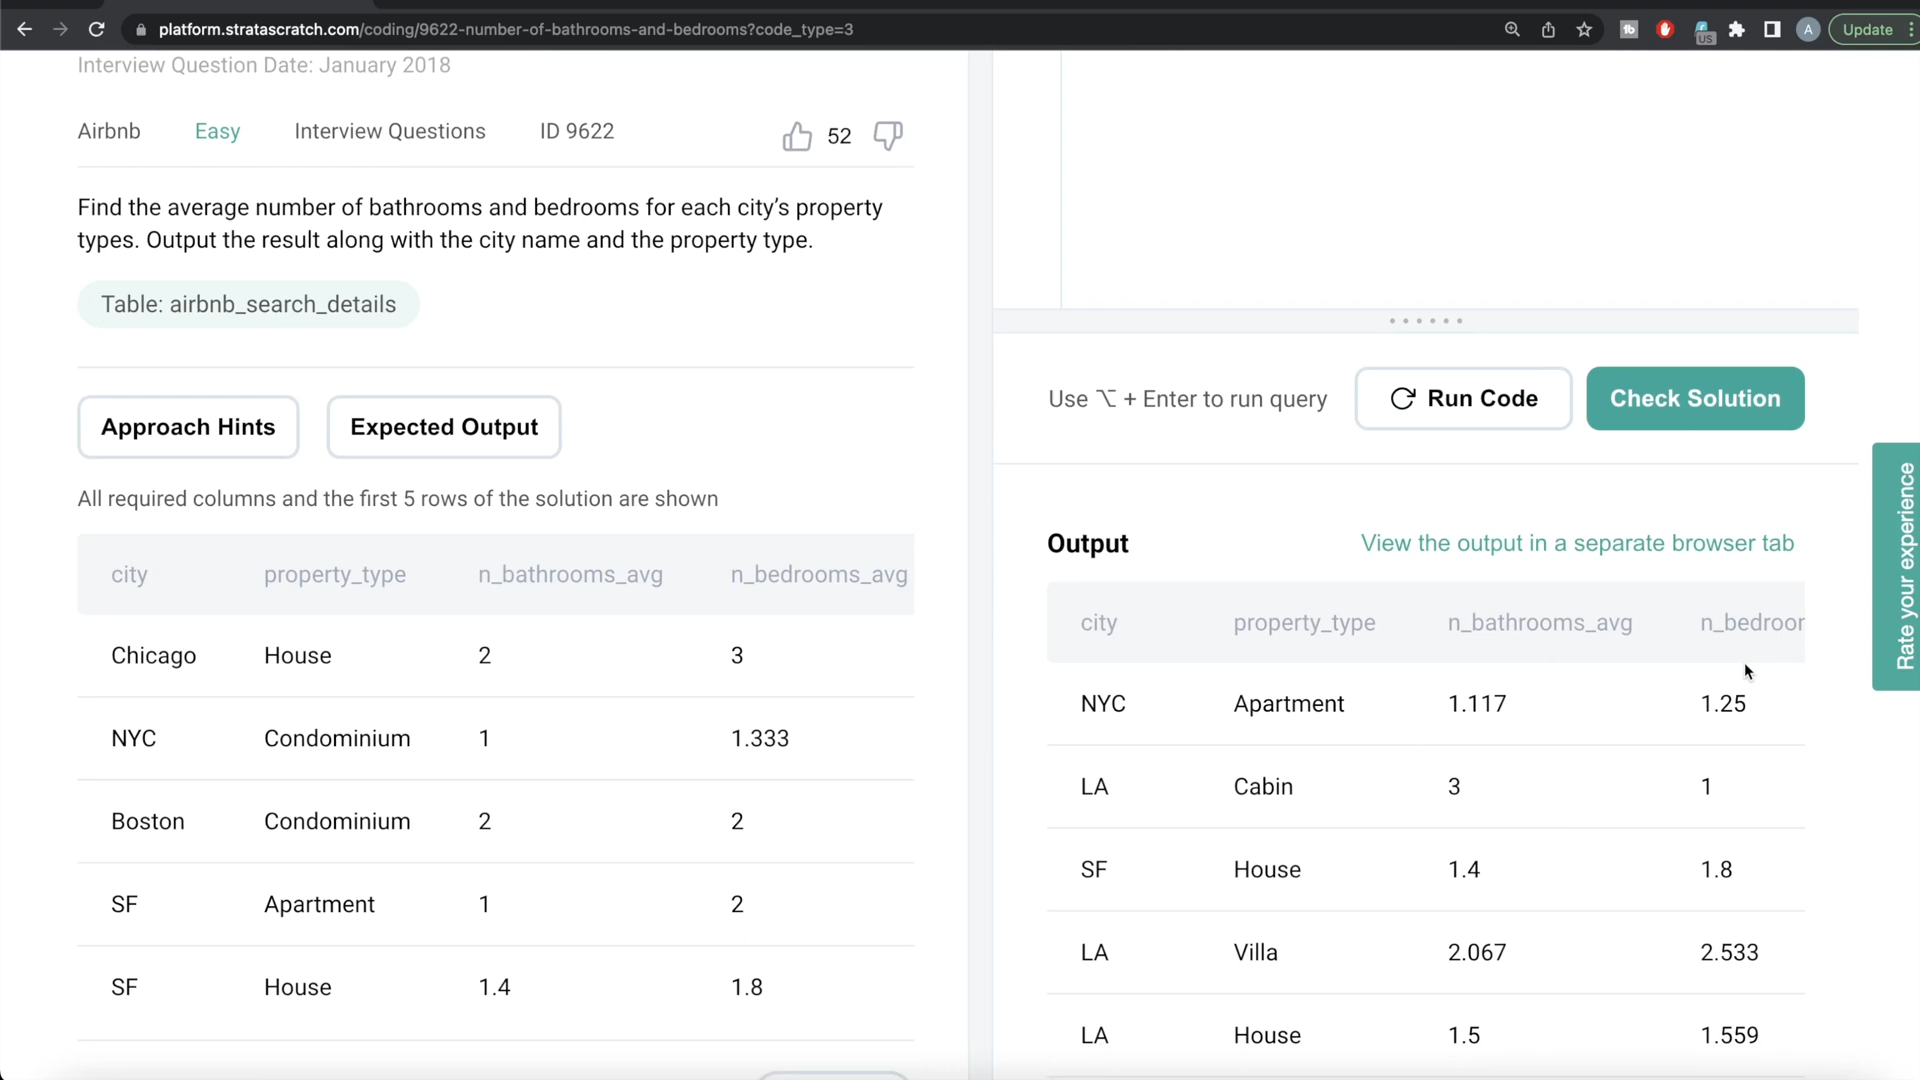 platform.stratascratch.com/coding/9622-number-of-bathrooms-and-bedrooms?code_type=3
US
A
Update
Interview Question Date: January 2018
Airbnb Easy Interview Questions ID 9622 52
Find the average number of bathrooms and bedrooms for each city’s property
types. Output the result along with the city name and the property type.
Table: airbnb_search_details
Approach Hints Expected Output
All required columns and the first 5 rows of the solution are shown
city property_type n_bathrooms_avg n_bedrooms_avg
Chicago House 2 3
NYC Condominium 1 1.333
Boston Condominium 2 2
SF Apartment 1 2
SF House 1.4 1.8
Use ⌥ + Enter to run query Run Code Check Solution
Output View the output in a separate browser tab
city property_type n_bathrooms_avg n_bedroor
NYC Apartment 1.117 1.25
LA Cabin 3 1
SF House 1.4 1.8
LA Villa 2.067 2.533
LA House 1.5 1.559
Rate your experience